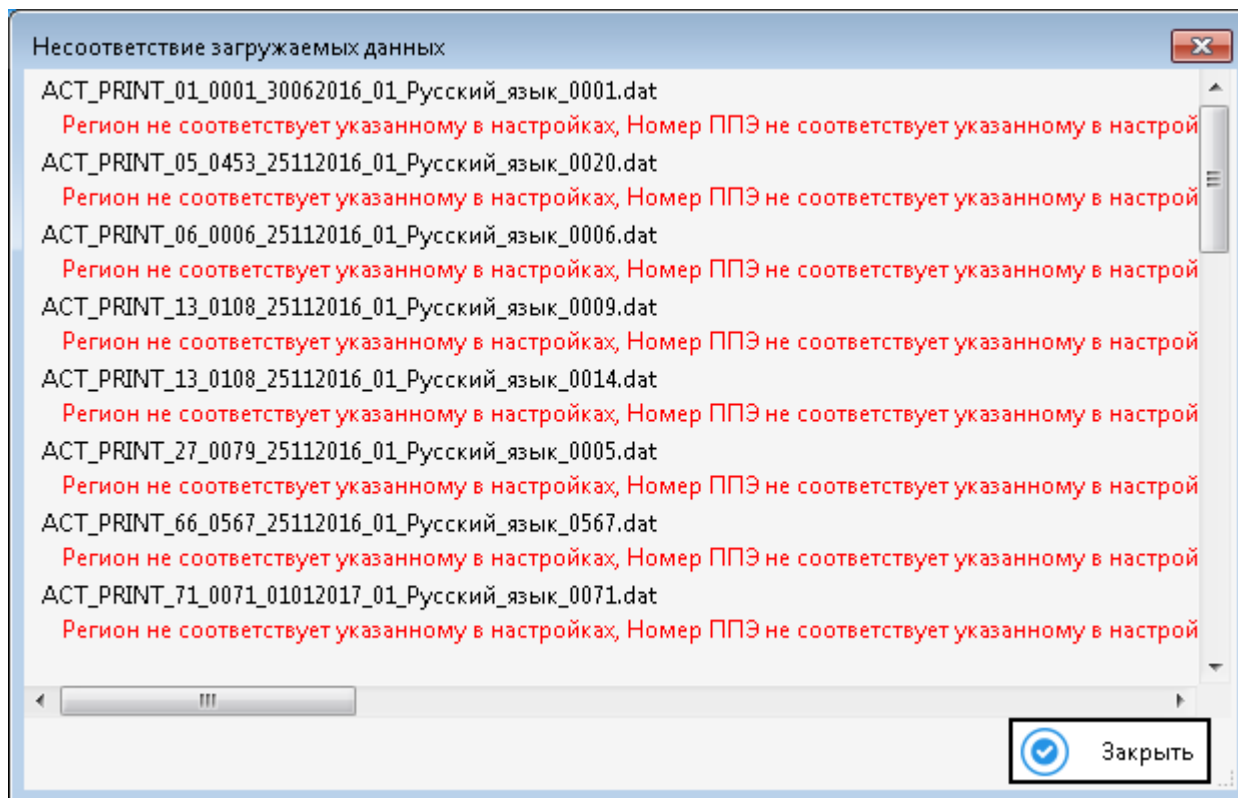 Несоответствие загружаемых данных
ACT_PRINT_01_0001_30062016_01_Русский_язык_0001.dat
Регион не соответствует указанному в настройках, Номер ППЭ не соответствует указанному в настрой
ACT_PRINT_05_0453_25112016_01_Русский_язык_0020.dat
Регион не соответствует указанному в настройках, Номер ППЭ не соответствует указанному в настрой
ACT_PRINT_06_0006_25112016_01_Русский_язык_0006.dat
Регион не соответствует указанному в настройках, Номер ППЭ не соответствует указанному в настрой
ACT_PRINT_13_0108_25112016_01_Русский_язык_0009.dat
Регион не соответствует указанному в настройках, Номер ППЭ не соответствует указанному в настрой
ACT_PRINT_13_0108_25112016_01_Русский_язык_0014.dat
Регион не соответствует указанному в настройках, Номер ППЭ не соответствует указанному в настрой
ACT_PRINT_27_0079_25112016_01_Русский_язык_0005.dat
Регион не соответствует указанному в настройках, Номер ППЭ не соответствует указанному в настрой
ACT_PRINT_66_0567_25112016_01_Русский_язык_0567.dat
Регион не соответствует указанному в настройках, Номер ППЭ не соответствует указанному в настрой
ACT_PRINT_71_0071_01012017_01_Русский_язык_0071.dat
Регион не соответствует указанному в настройках, Номер ППЭ не соответствует указанному в настрой
Закрыть